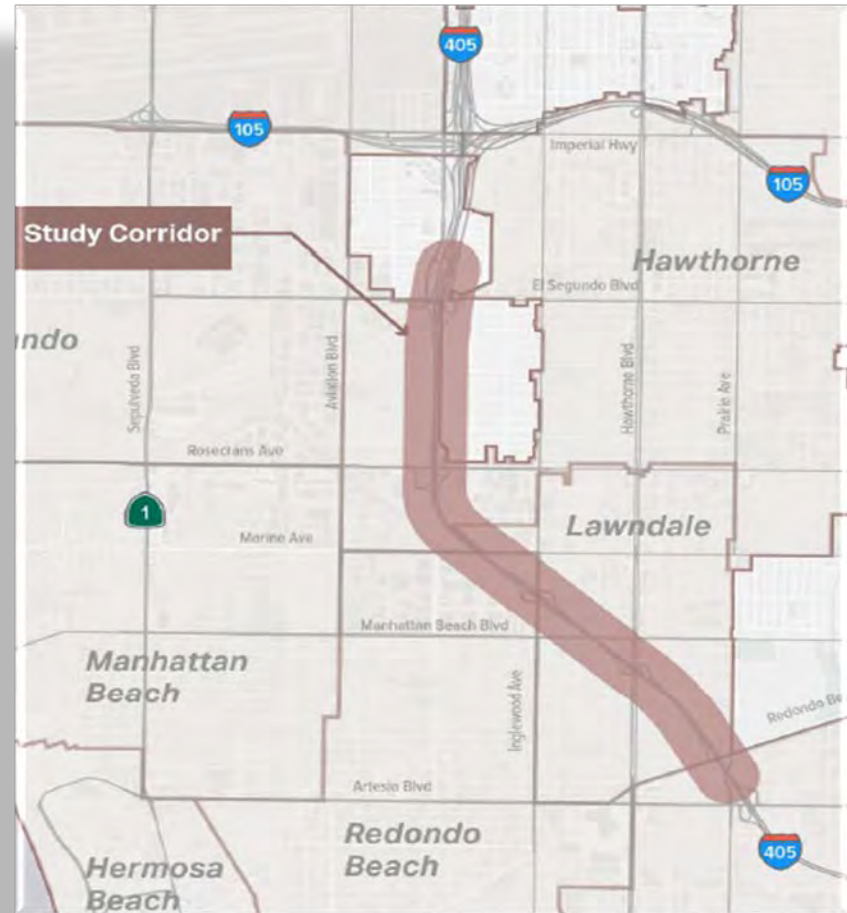 405
105
Imperial Hwy
105
Study Corridor
Hawthorne
El Segundo Blvd
ndo
Sepulveda Blvd
Aviation Blvd
Hawthorne Blvd
Prairie Ave
Rosecrans Ave
1
Lawndale
Marine Ave
Manhattan Beach Blvd
Manhattan
Beach
Inglewood Ave
Redondo Be
Artesia Blvd
Redondo
Beach
405
Hermosa
Beach